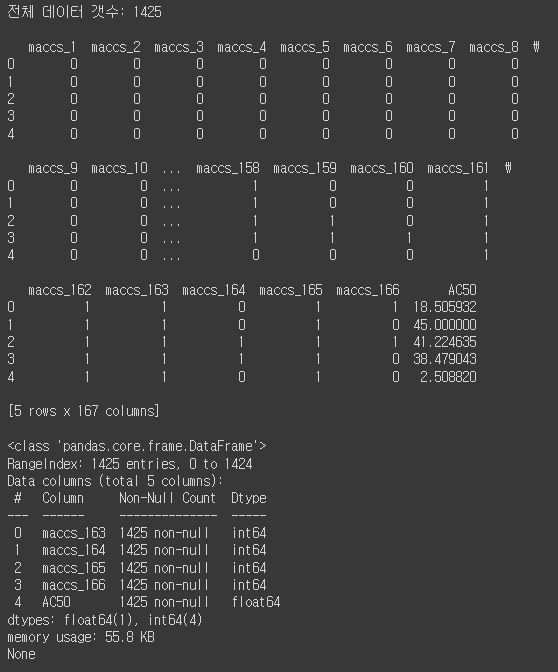 전체 데이터 갯수: 1425
maccs_1 maccs_2 maccs_3 maccs_4 maccs_5 maccs_6 maccs_7 maccs_8 ₩
0 0 0 0 0 0 0 0 0
1 0 0 0 0 0 0 0 0
2 0 0 0 0 0 0 0 0
3 0 0 0 0 0 0 0 0
4 0 0 0 0 0 0 0 0
maccs_9 maccs_10 ... maccs_158 maccs_159 maccs_160 maccs_161 ₩
0 0 0 ... 1 0 0 1
1 0 0 ... 1 0 0 1
2 0 0 ... 1 1 0 1
3 0 0 ... 1 1 1 1
4 0 0 ... 0 0 0 1
maccs_162 maccs_163 maccs_164 maccs_165 maccs_166 AC50
0 1 1 0 1 1 18.505932
1 1 1 0 1 0 45.000000
2 1 1 1 1 1 41.224635
3 1 1 1 1 0 38.479043
4 1 1 0 1 0 2.508820
[5 rows x 167 columns]
<class 'pandas.core.frame.DataFrame'>
RangeIndex: 1425 entries, 0 to 1424
Data columns (total 5 columns):
# Column Non-Null Count Dtype
--- ------ -------------- -----
0 maccs_163 1425 non-null int64
1 maccs_164 1425 non-null int64
2 maccs_165 1425 non-null int64
3 maccs_166 1425 non-null int64
4 AC50 1425 non-null float64
dtypes: float64(1), int64(4)
memory usage: 55.8 KB
None